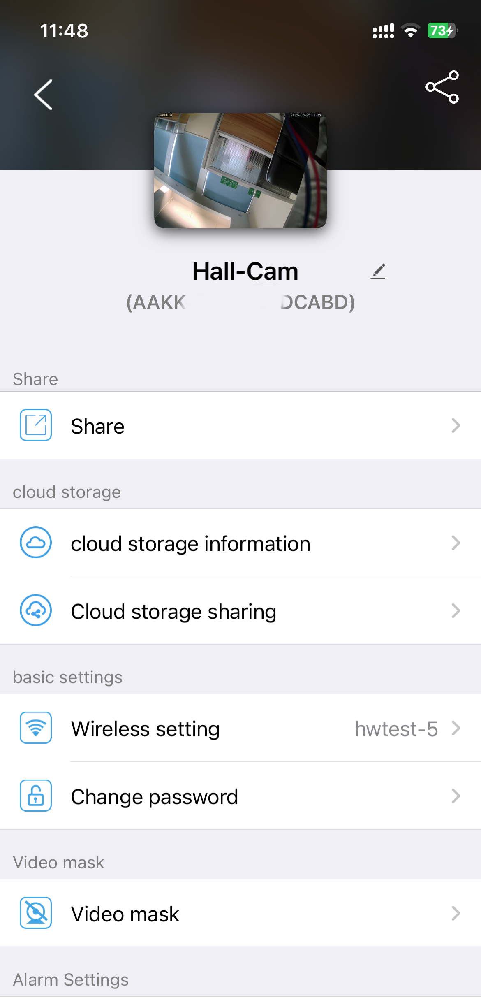 11:48
73
Camera 2025-06-25 11:35
Hall-Cam
(AAKK DCABD)
Share
Share
cloud storage
cloud storage information
Cloud storage sharing
basic settings
Wireless setting hwtest-5
Change password
Video mask
Video mask
Alarm Settings